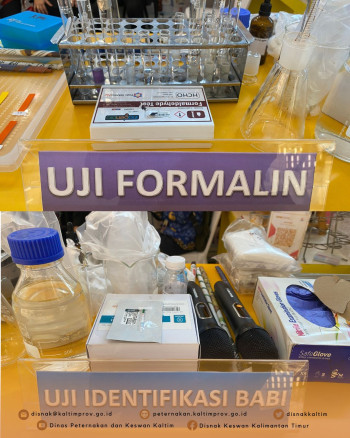 Formaldehyde Test
HCHO
UJI FORMALIN
SafeGlove
UJI IDENTIFIKASI BABI
disnak@kaltimprov.go.id
peternakan.kaltimprov.go.id
disnakkaltim
Dinas Peternakan dan Keswan Kaltim
Disnak Keswan Kalimantan Timur